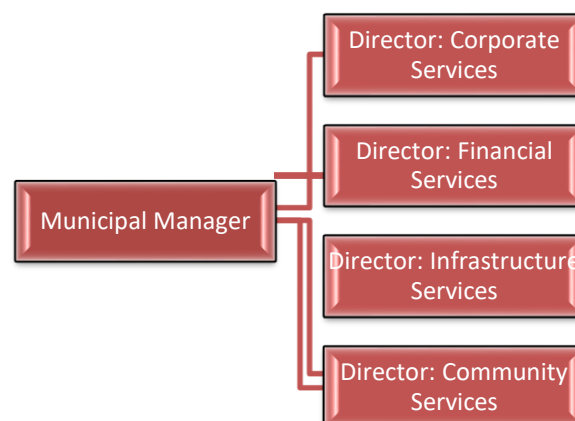 Director: Corporate
Services
Director: Financial
Services
Municipal Manager
Director: Infrastructure
Services
Director: Community
Services